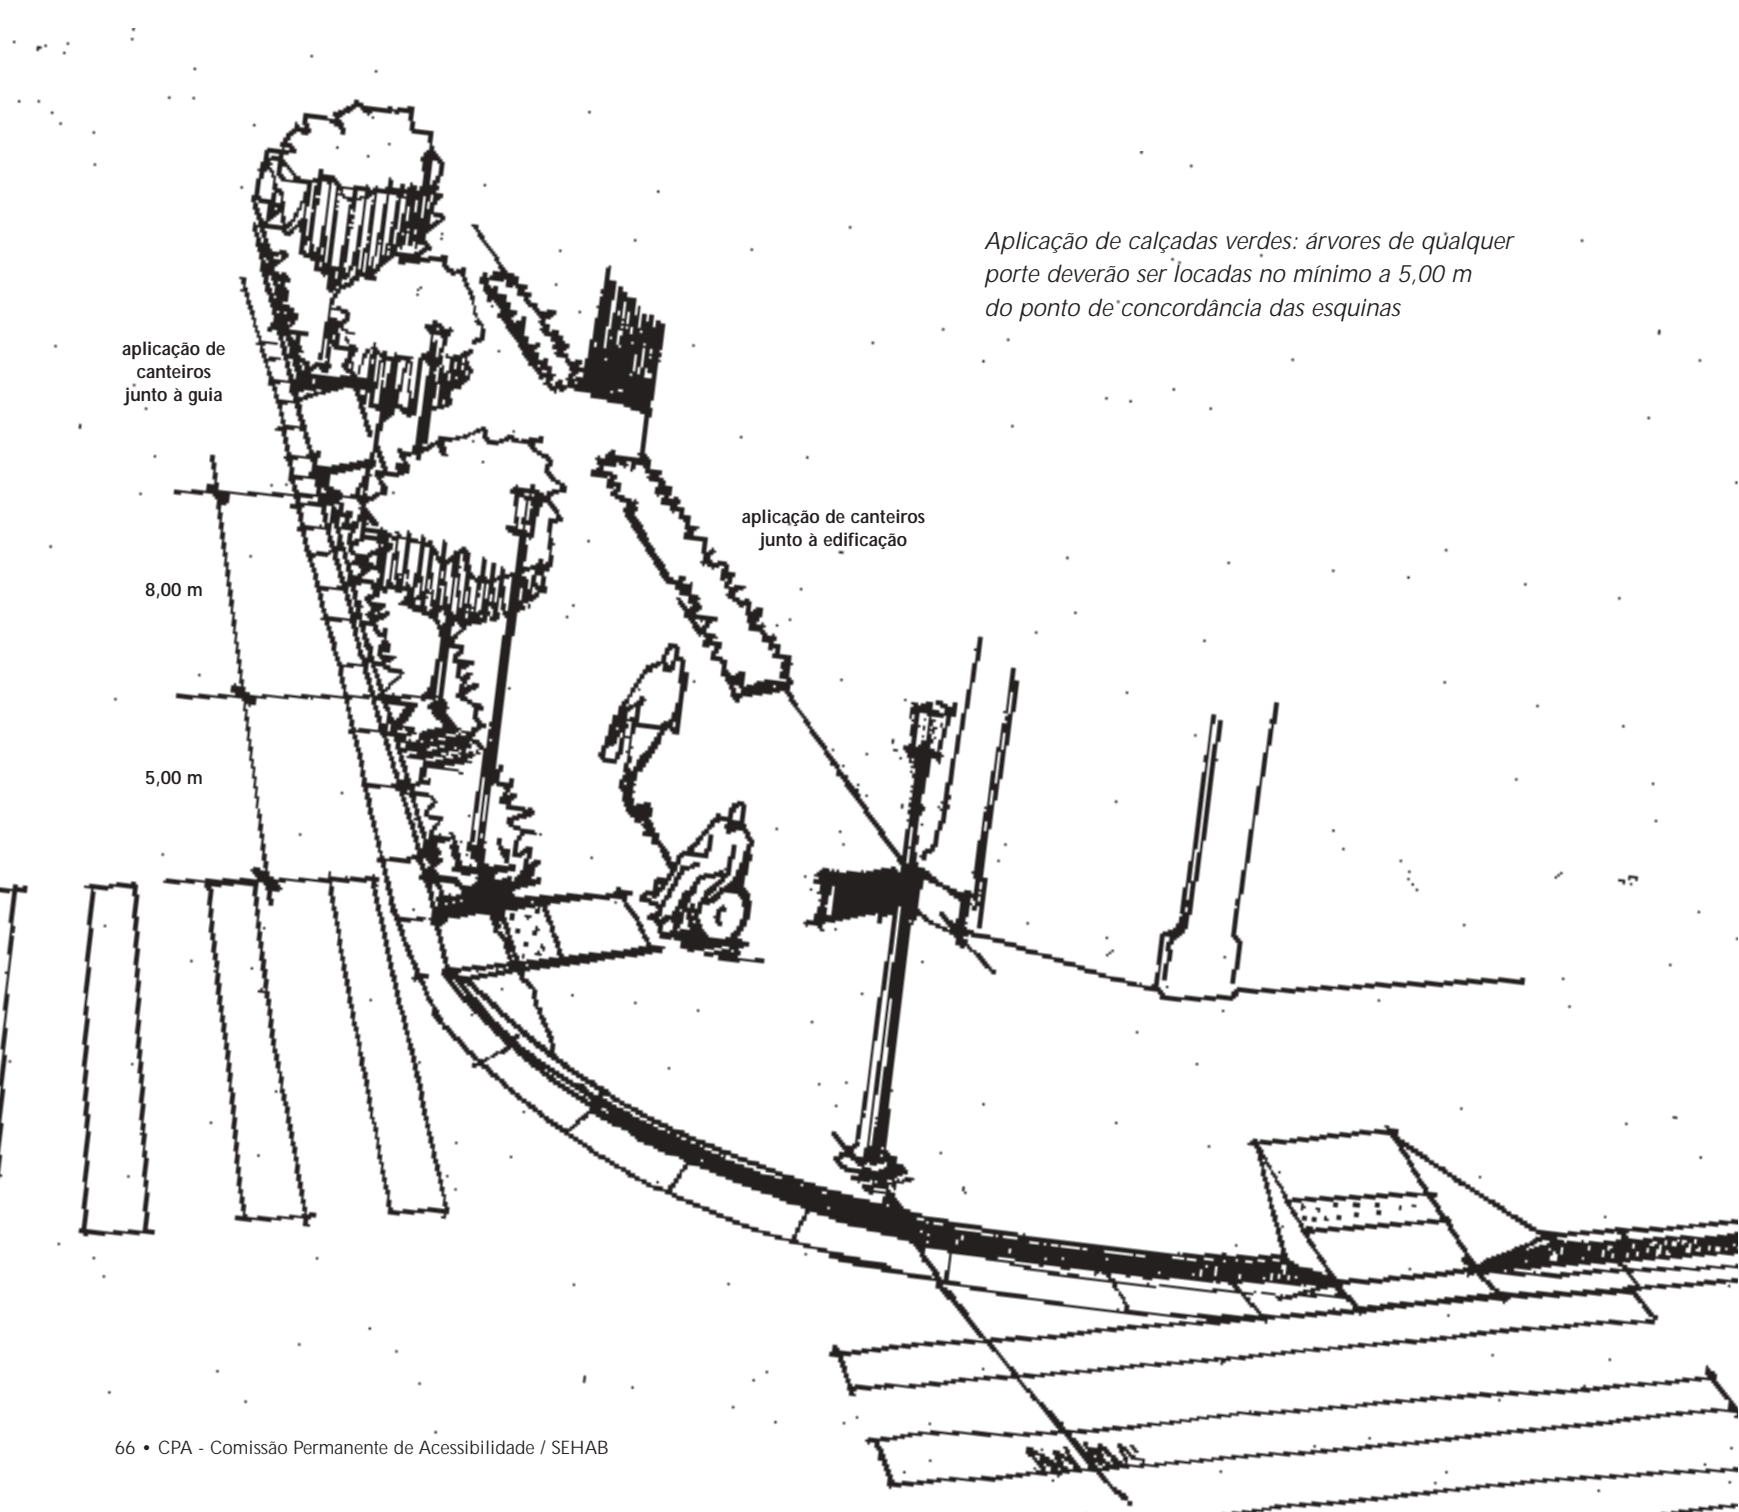 Aplicação de calçadas verdes: árvores de qualquer
porte deverão ser locadas no mínimo a 5,00 m
do ponto de concordância das esquinas
aplicação de
canteiros
junto à guia
aplicação de canteiros
junto à edificação
8,00 m
5,00 m
66 • CPA - Comissão Permanente de Acessibilidade / SEHAB